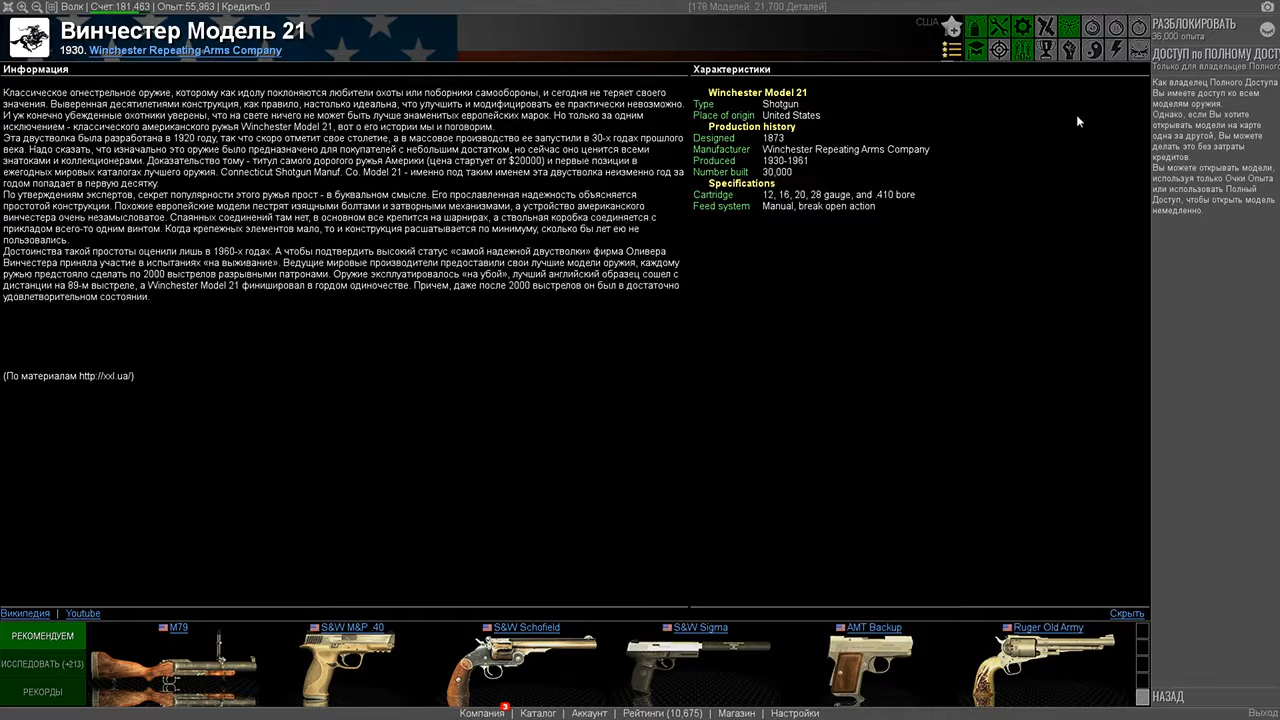 Волк | Счет:181,463 | Опыт:55,963 | Кредиты:0
[176 Моделей: 21,700 Деталей]
Винчестер Модель 21
1930. Winchester Repeating Arms Company
США
Информация
Классическое огнестрельное оружие, которому как идолу поклоняются любители охоты или поборники самообороны, и сегодня не теряет своего
значения. Выверенная десятилетиями конструкция, как правило, настолько идеальна, что улучшить и модифицировать ее практически невозможно.
И уж конечно убежденные охотники уверены, что на свете ничего не может быть лучше знаменитых европейских марок. Но только за одним
исключением - классического американского ружья Winchester Model 21, вот о его истории мы и поговорим.
Эта двустволка была разработана в 1920 году, так что скоро отметит свое столетие, а в массовое производство ее запустили в 30-х годах прошлого
века. Надо сказать, что изначально это оружие было предназначено для покупателей с небольшим достатком, но сейчас оно ценится всеми
знатоками и коллекционерами. Доказательство тому - титул самого дорогого ружья Америки (цена стартует от $20000) и первые позиции в
ежегодных мировых каталогах лучшего оружия. Connecticut Shotgun Manuf. Co. Model 21 - именно под таким именем эта двустволка неизменно год за
годом попадает в первую десятку.
По утверждениям экспертов, секрет популярности этого ружья прост - в буквальном смысле. Его прославленная надежность объясняется
простотой конструкции. Похожие европейские модели пестрят изящными болтами и затворными механизмами, а устройство американского
винчестера очень незамысловатое. Спаянных соединений там нет, в основном все крепится на шарнирах, а ствольная коробка соединяется с
прикладом всего-то одним винтом. Когда крепежных элементов мало, то и конструкция расшатывается по минимуму, сколько бы лет ею не
пользовались.
Достоинства такой простоты оценили лишь в 1960-х годах. А чтобы подтвердить высокий статус «самой надежной двустволки» фирма Оливера
Винчестера приняла участие в испытаниях «на выживание». Ведущие мировые производители предоставили свои лучшие модели оружия, каждому
ружью предстояло сделать по 2000 выстрелов разрывными патронами. Оружие эксплуатировалось «на убой», лучший английский образец сошел с
дистанции на 89-м выстреле, а Winchester Model 21 финишировал в гордом одиночестве. Причем, даже после 2000 выстрелов он был в достаточно
удовлетворительном состоянии.
(По материалам http://xxl.ua/)
Характеристики
Winchester Model 21
Type Shotgun
Place of origin United States
Production history
Designed 1873
Manufacturer Winchester Repeating Arms Company
Produced 1930-1961
Number built 30,000
Specifications
Cartridge 12, 16, 20, 28 gauge, and .410 bore
Feed system Manual, break open action
РАЗБЛОКИРОВАТЬ
36,000 опыта
ДОСТУП по ПОЛНОМУ ДОСТ
Только для владельцев Полного
Как владелец Полного Доступа
Вы имеете доступ ко всем
моделям оружия.
Однако, если Вы хотите
открывать модели на карте
одна за другой, Вы можете
делать это без затраты
кредитов.
Вы можете открывать модели,
используя только Очки Опыта
или использовать Полный
Доступ, чтобы открыть модель
немедленно.
Википедия | Youtube
Скрыть
РЕКОМЕНДУЕМ
ИССЛЕДОВАТЬ (+213)
РЕКОРДЫ
M79
S&W M&P .40
S&W Schofield
S&W Sigma
AMT Backup
Ruger Old Army
НАЗАД
3
Компания | Каталог | Аккаунт | Рейтинги (10,675) | Магазин | Настройки
Выход